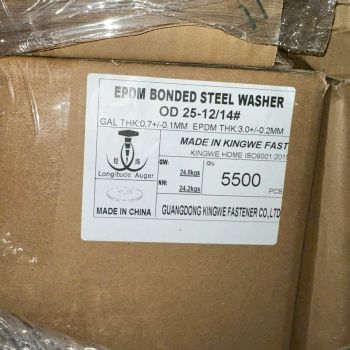 EPDM BONDED STEEL WASHER
OD 25-12/14#
GAL THK:0.7+/-0.1MM EPDM THK:3.0+/-0.2MM
MADE IN KINGWE FAST
KINGWE HOME ISO9001:201
GW: 24.6kgs Qty
5500 PCS
NW: 24.2kgs
Longitude Auger
MADE IN CHINA
GUANGDONG KINGWE FASTENER CO.,LTD